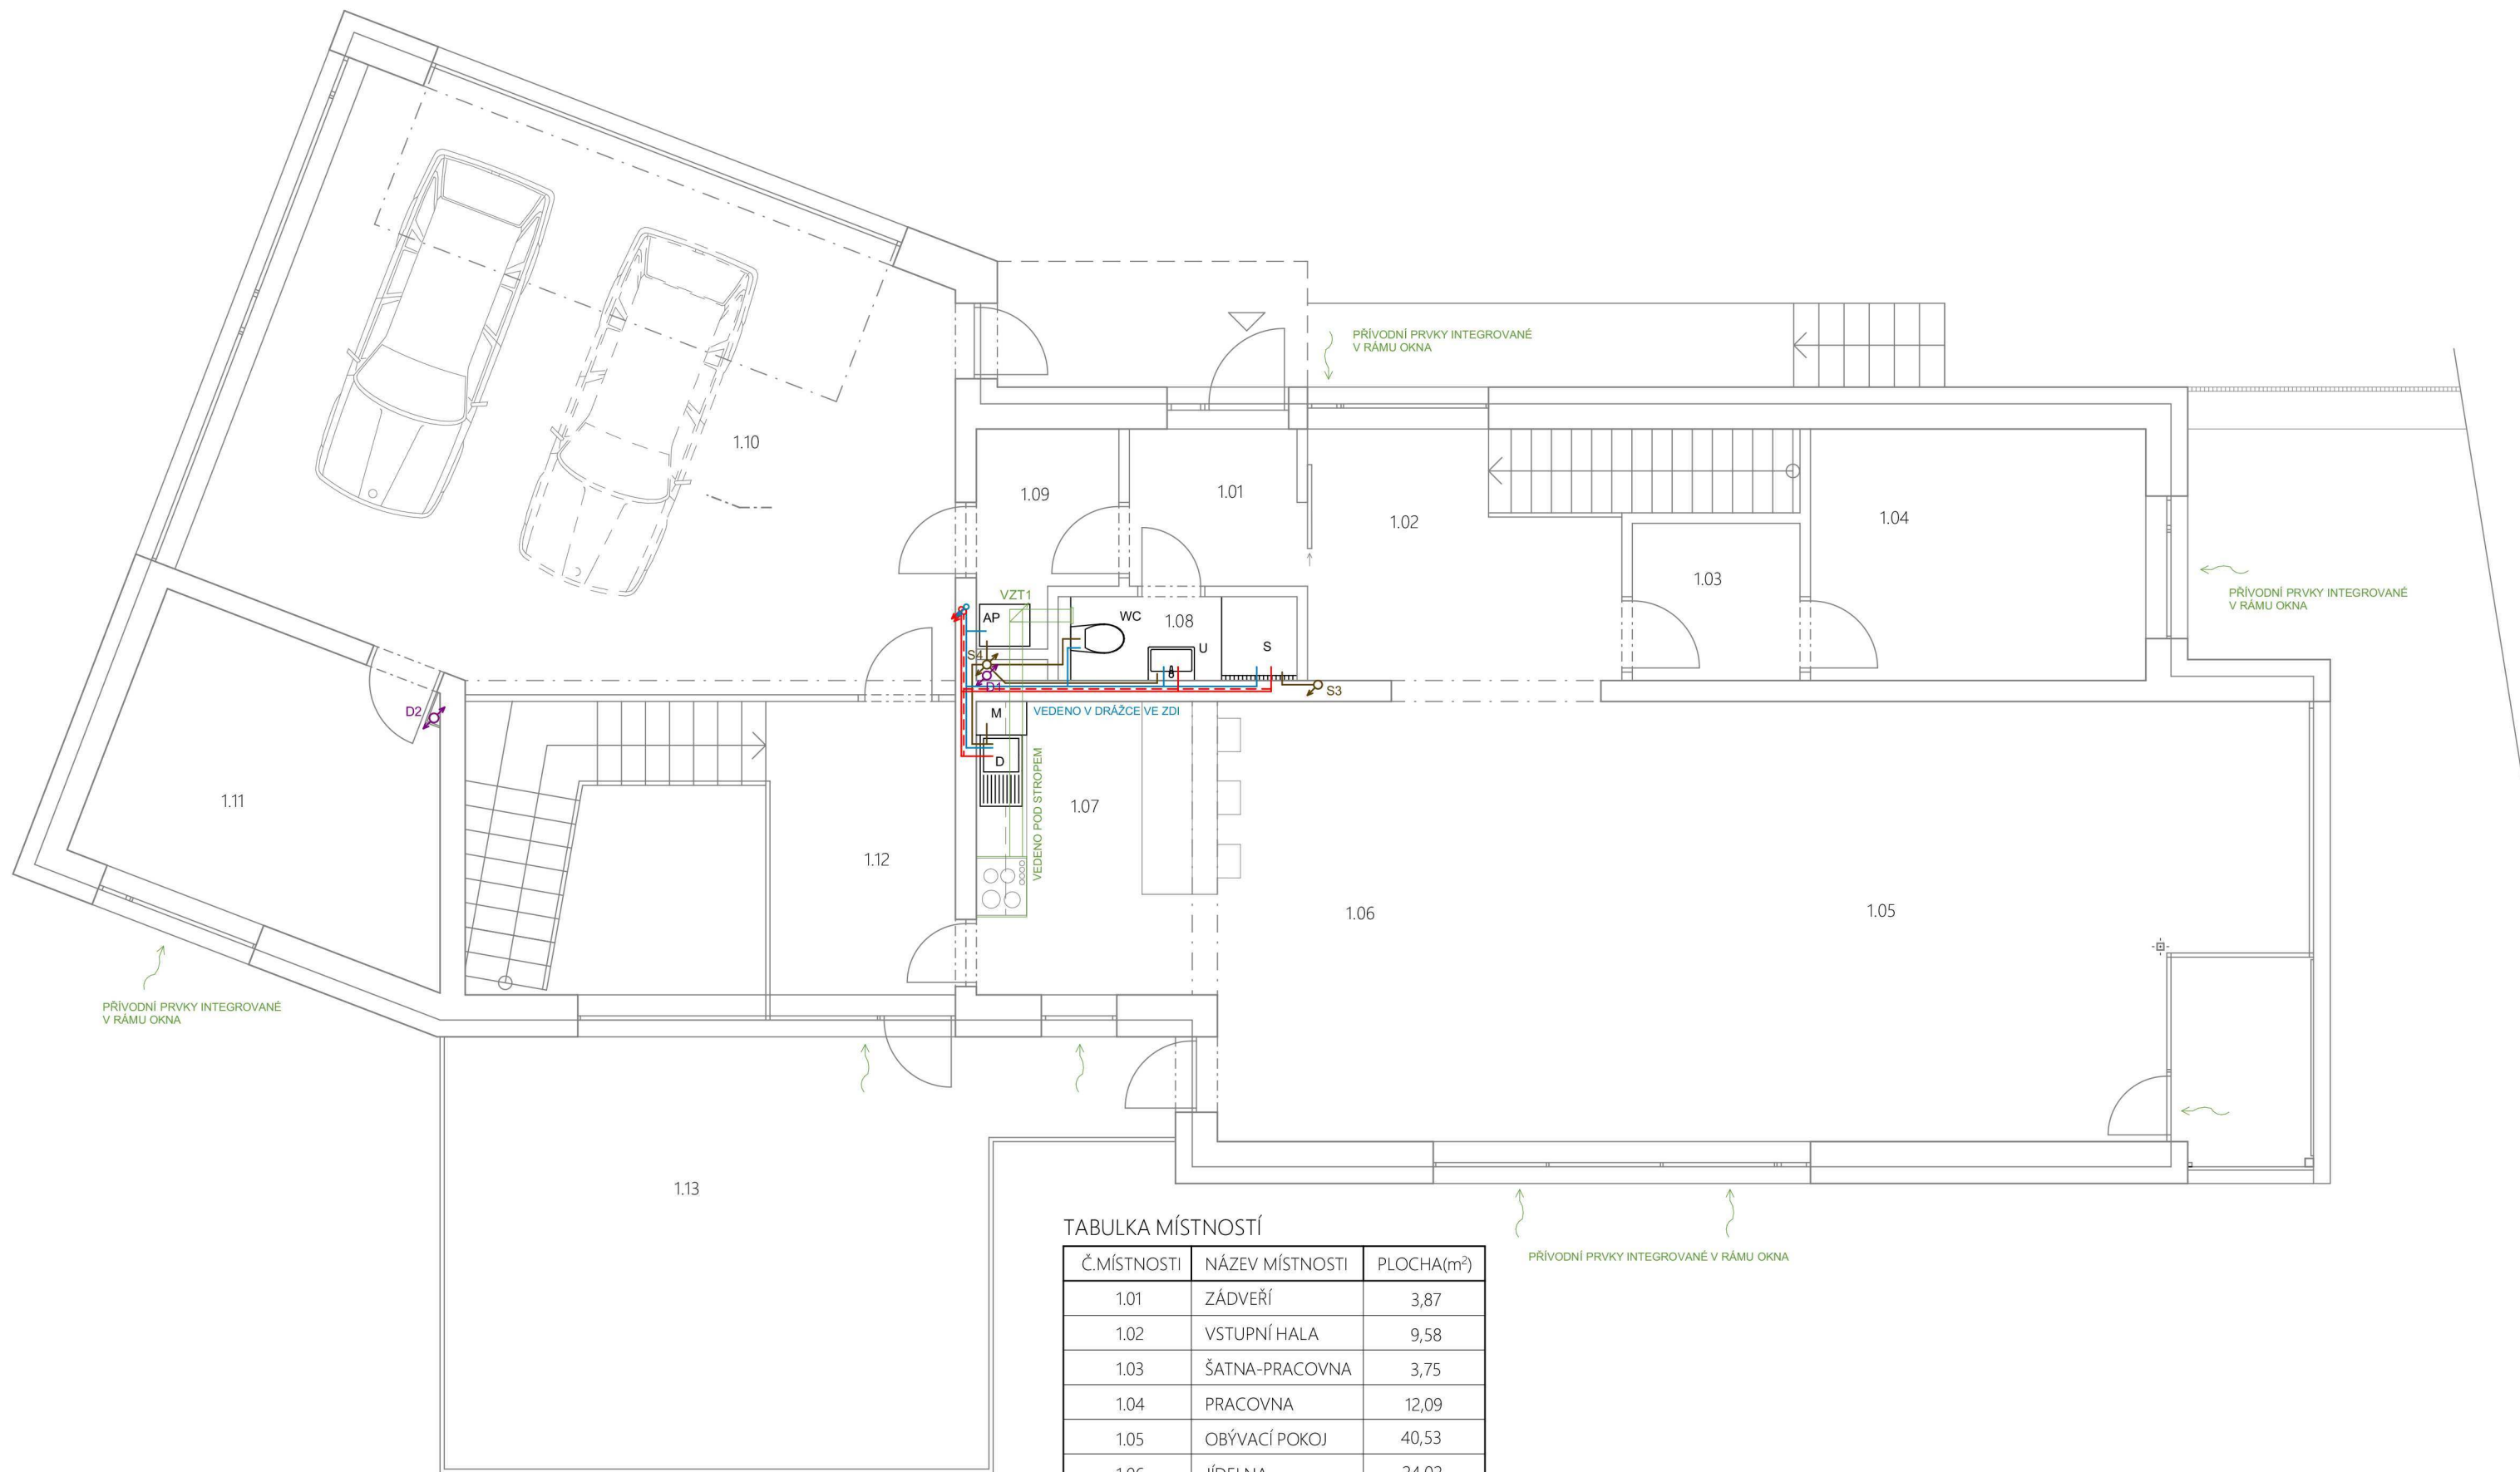 PŘÍVODNÍ PRVKY INTEGROVANÉ
V RÁMU OKNA
1.10
1.09
1.01
1.02
1.04
1.03
PŘÍVODNÍ PRVKY INTEGROVANÉ
V RÁMU OKNA
VZT1
AP
WC
1.08
U
S
S4
D1
S3
D2
M
VEDENO V DRÁŽCE VE ZDI
D
VEDENO POD STROPEM
1.11
1.07
1.12
1.06
1.05
PŘÍVODNÍ PRVKY INTEGROVANÉ
V RÁMU OKNA
1.13
PŘÍVODNÍ PRVKY INTEGROVANÉ V RÁMU OKNA
TABULKA MÍSTNOSTÍ
Č.MÍSTNOSTI NÁZEV MÍSTNOSTI PLOCHA(m²)
1.01 ZÁDVEŘÍ 3,87
1.02 VSTUPNÍ HALA 9,58
1.03 ŠATNA-PRACOVNA 3,75
1.04 PRACOVNA 12,09
1.05 OBÝVACÍ POKOJ 40,53
1.06 JÍDELNA